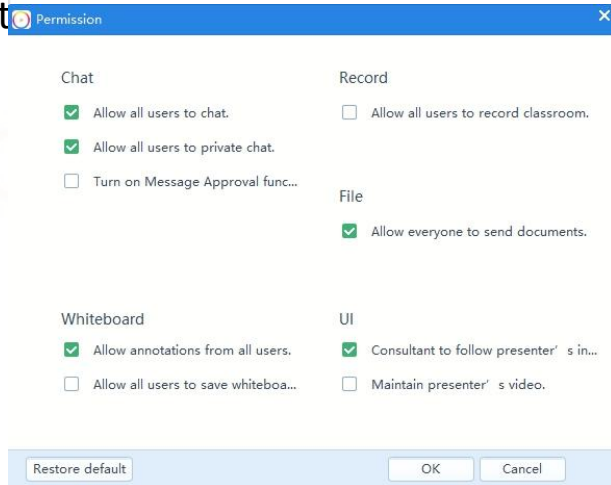 t
Permission
Chat
Allow all users to chat.
Allow all users to private chat.
Turn on Message Approval func...
Record
Allow all users to record classroom.
File
Allow everyone to send documents.
Whiteboard
Allow annotations from all users.
Allow all users to save whiteboa...
UI
Consultant to follow presenter' s in...
Maintain presenter' s video.
Restore default
OK
Cancel